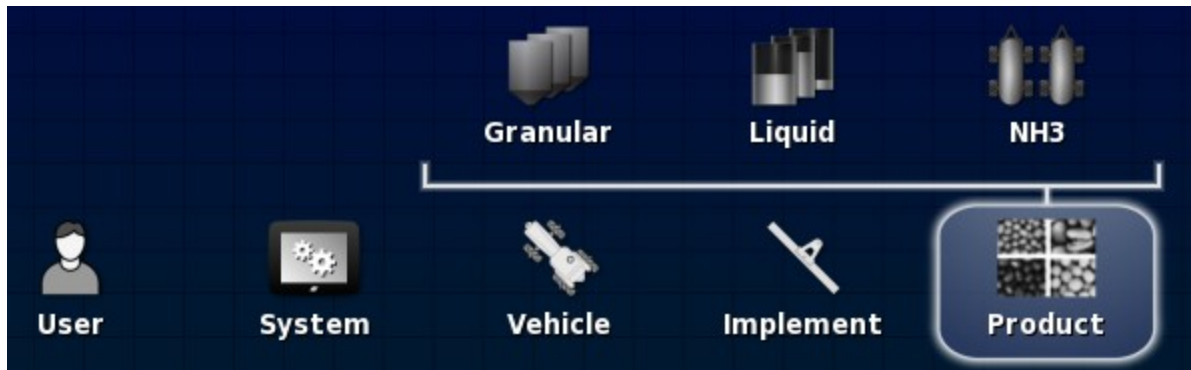 Granular
Liquid
NH3
User
System
Vehicle
Implement
Product